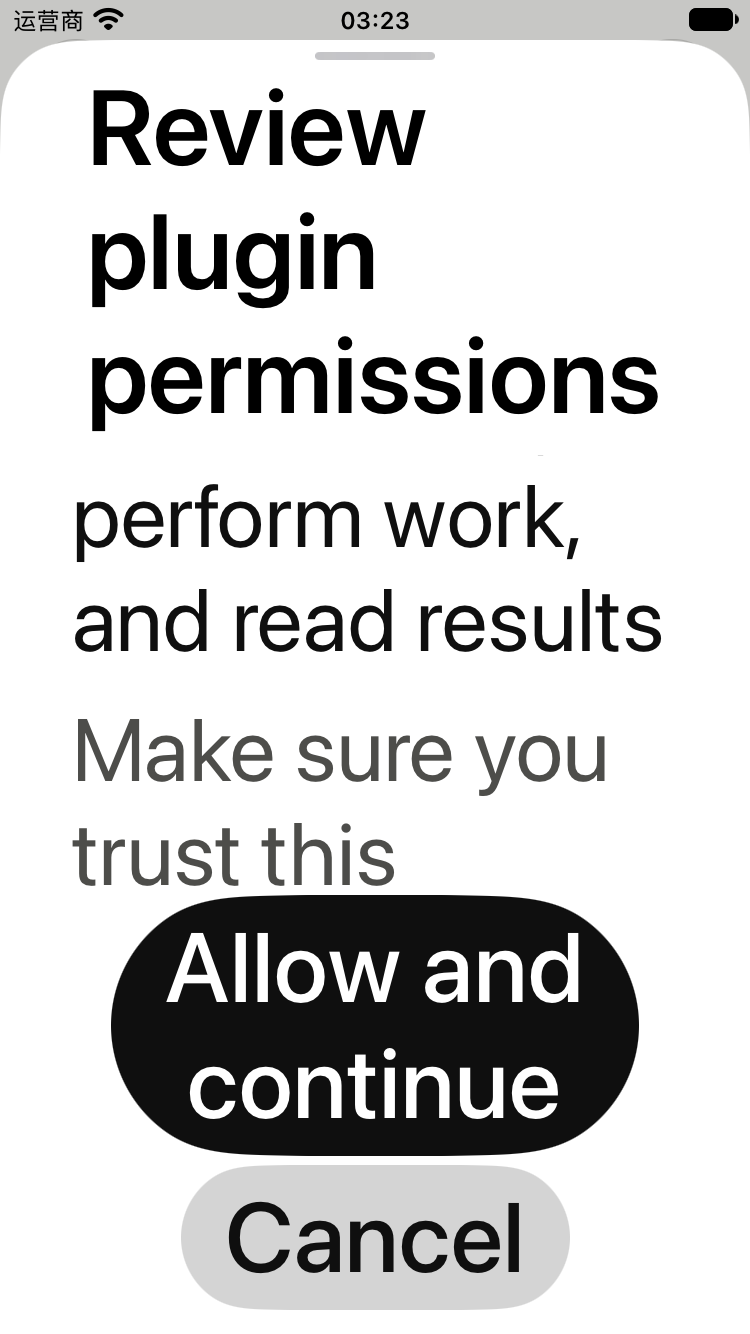 运营商
03:23
Review
plugin
permissions
perform work,
and read results
Make sure you
trust this
Allow and
continue
Cancel